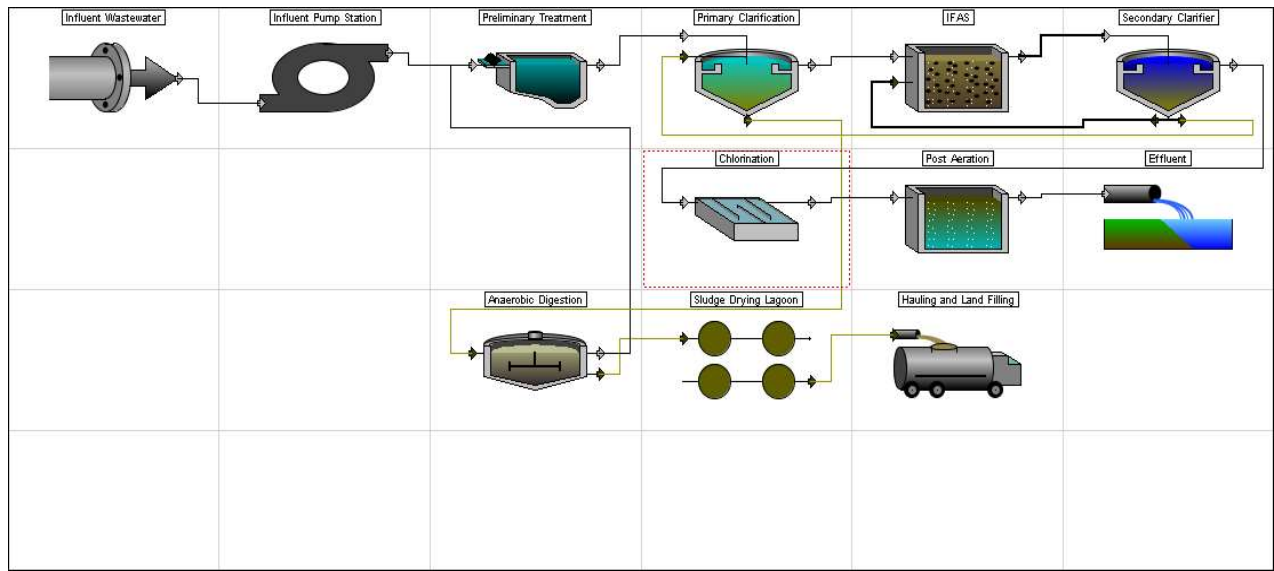 Influent Wastewater
Influent Pump Station
Preliminary Treatment
Primary Clarification
IFAS
Secondary Clarifier
Chlorination
Post Aeration
Effluent
Anaerobic Digestion
Sludge Drying Lagoon
Hauling and Land Filling